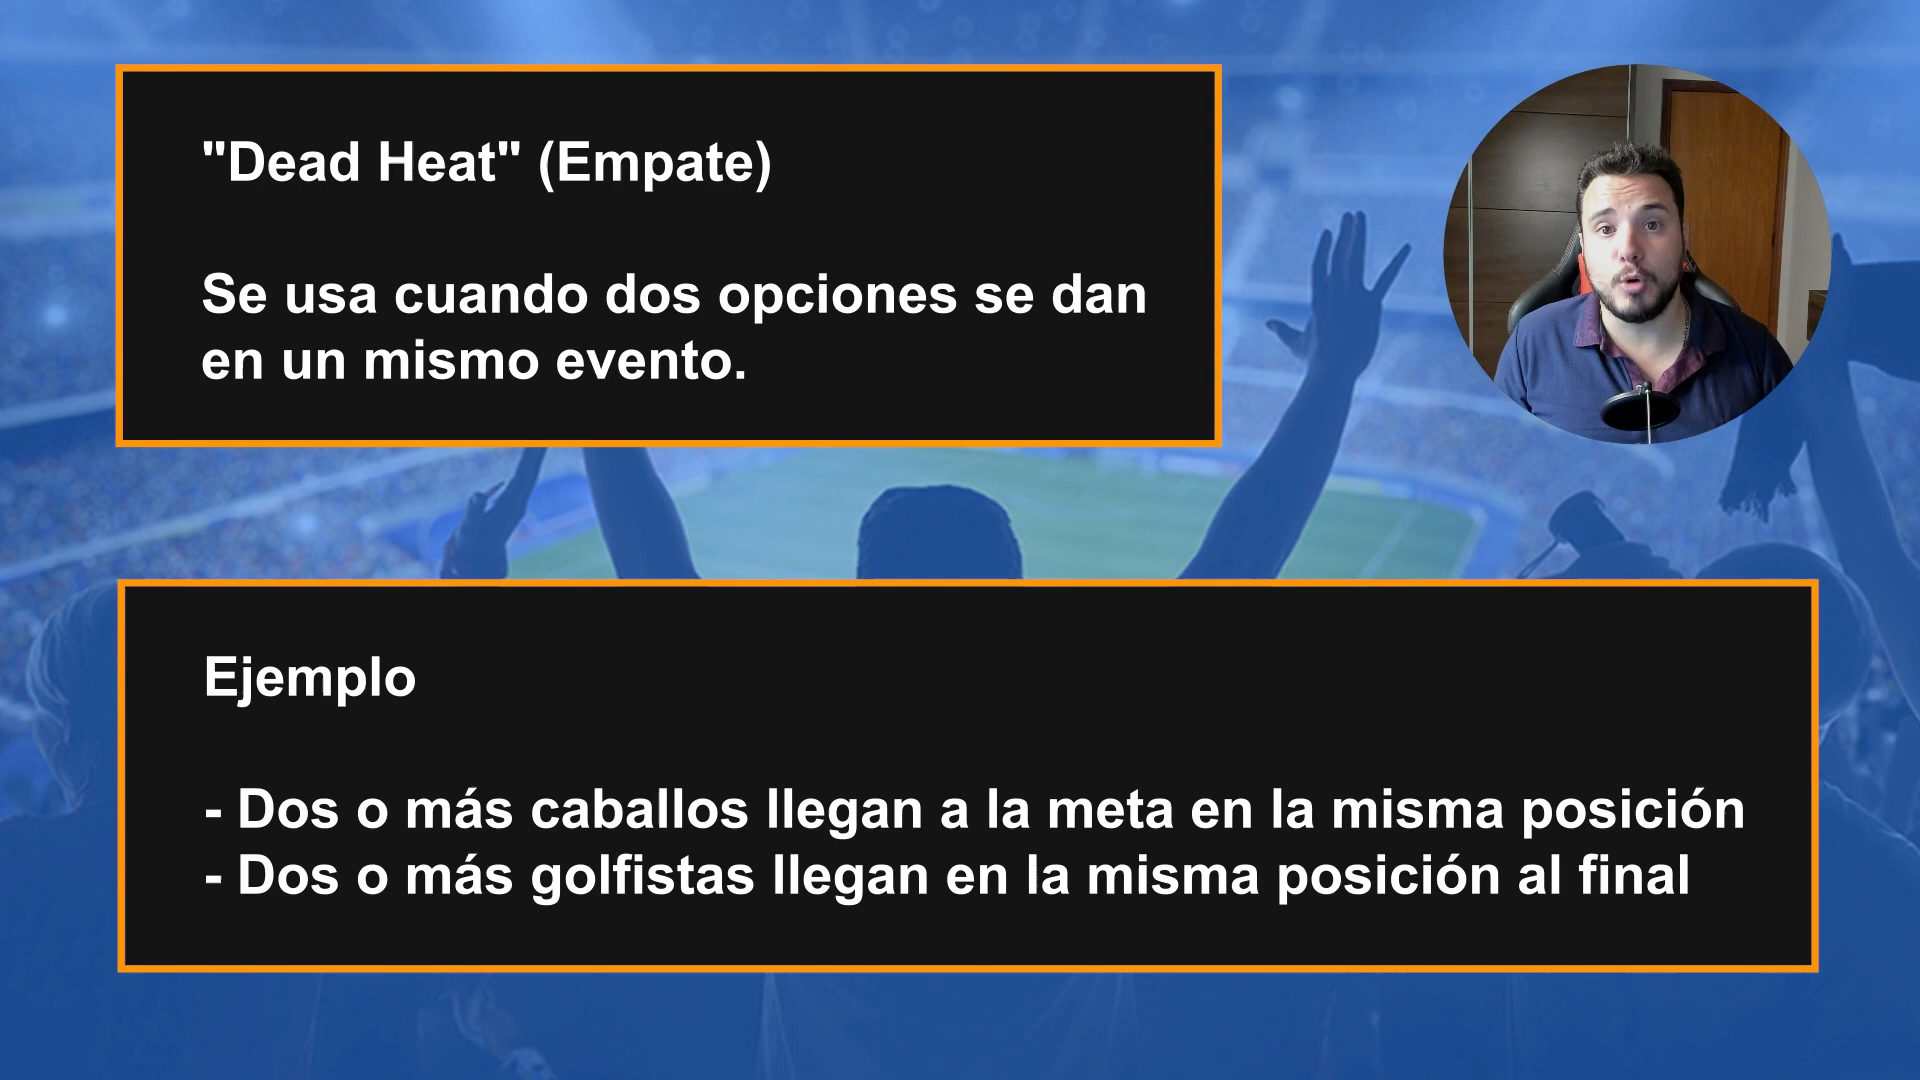 "Dead Heat" (Empate)
Se usa cuando dos opciones se dan
en un mismo evento.
Ejemplo
- Dos o más caballos llegan a la meta en la misma posición
- Dos o más golfistas llegan en la misma posición al final